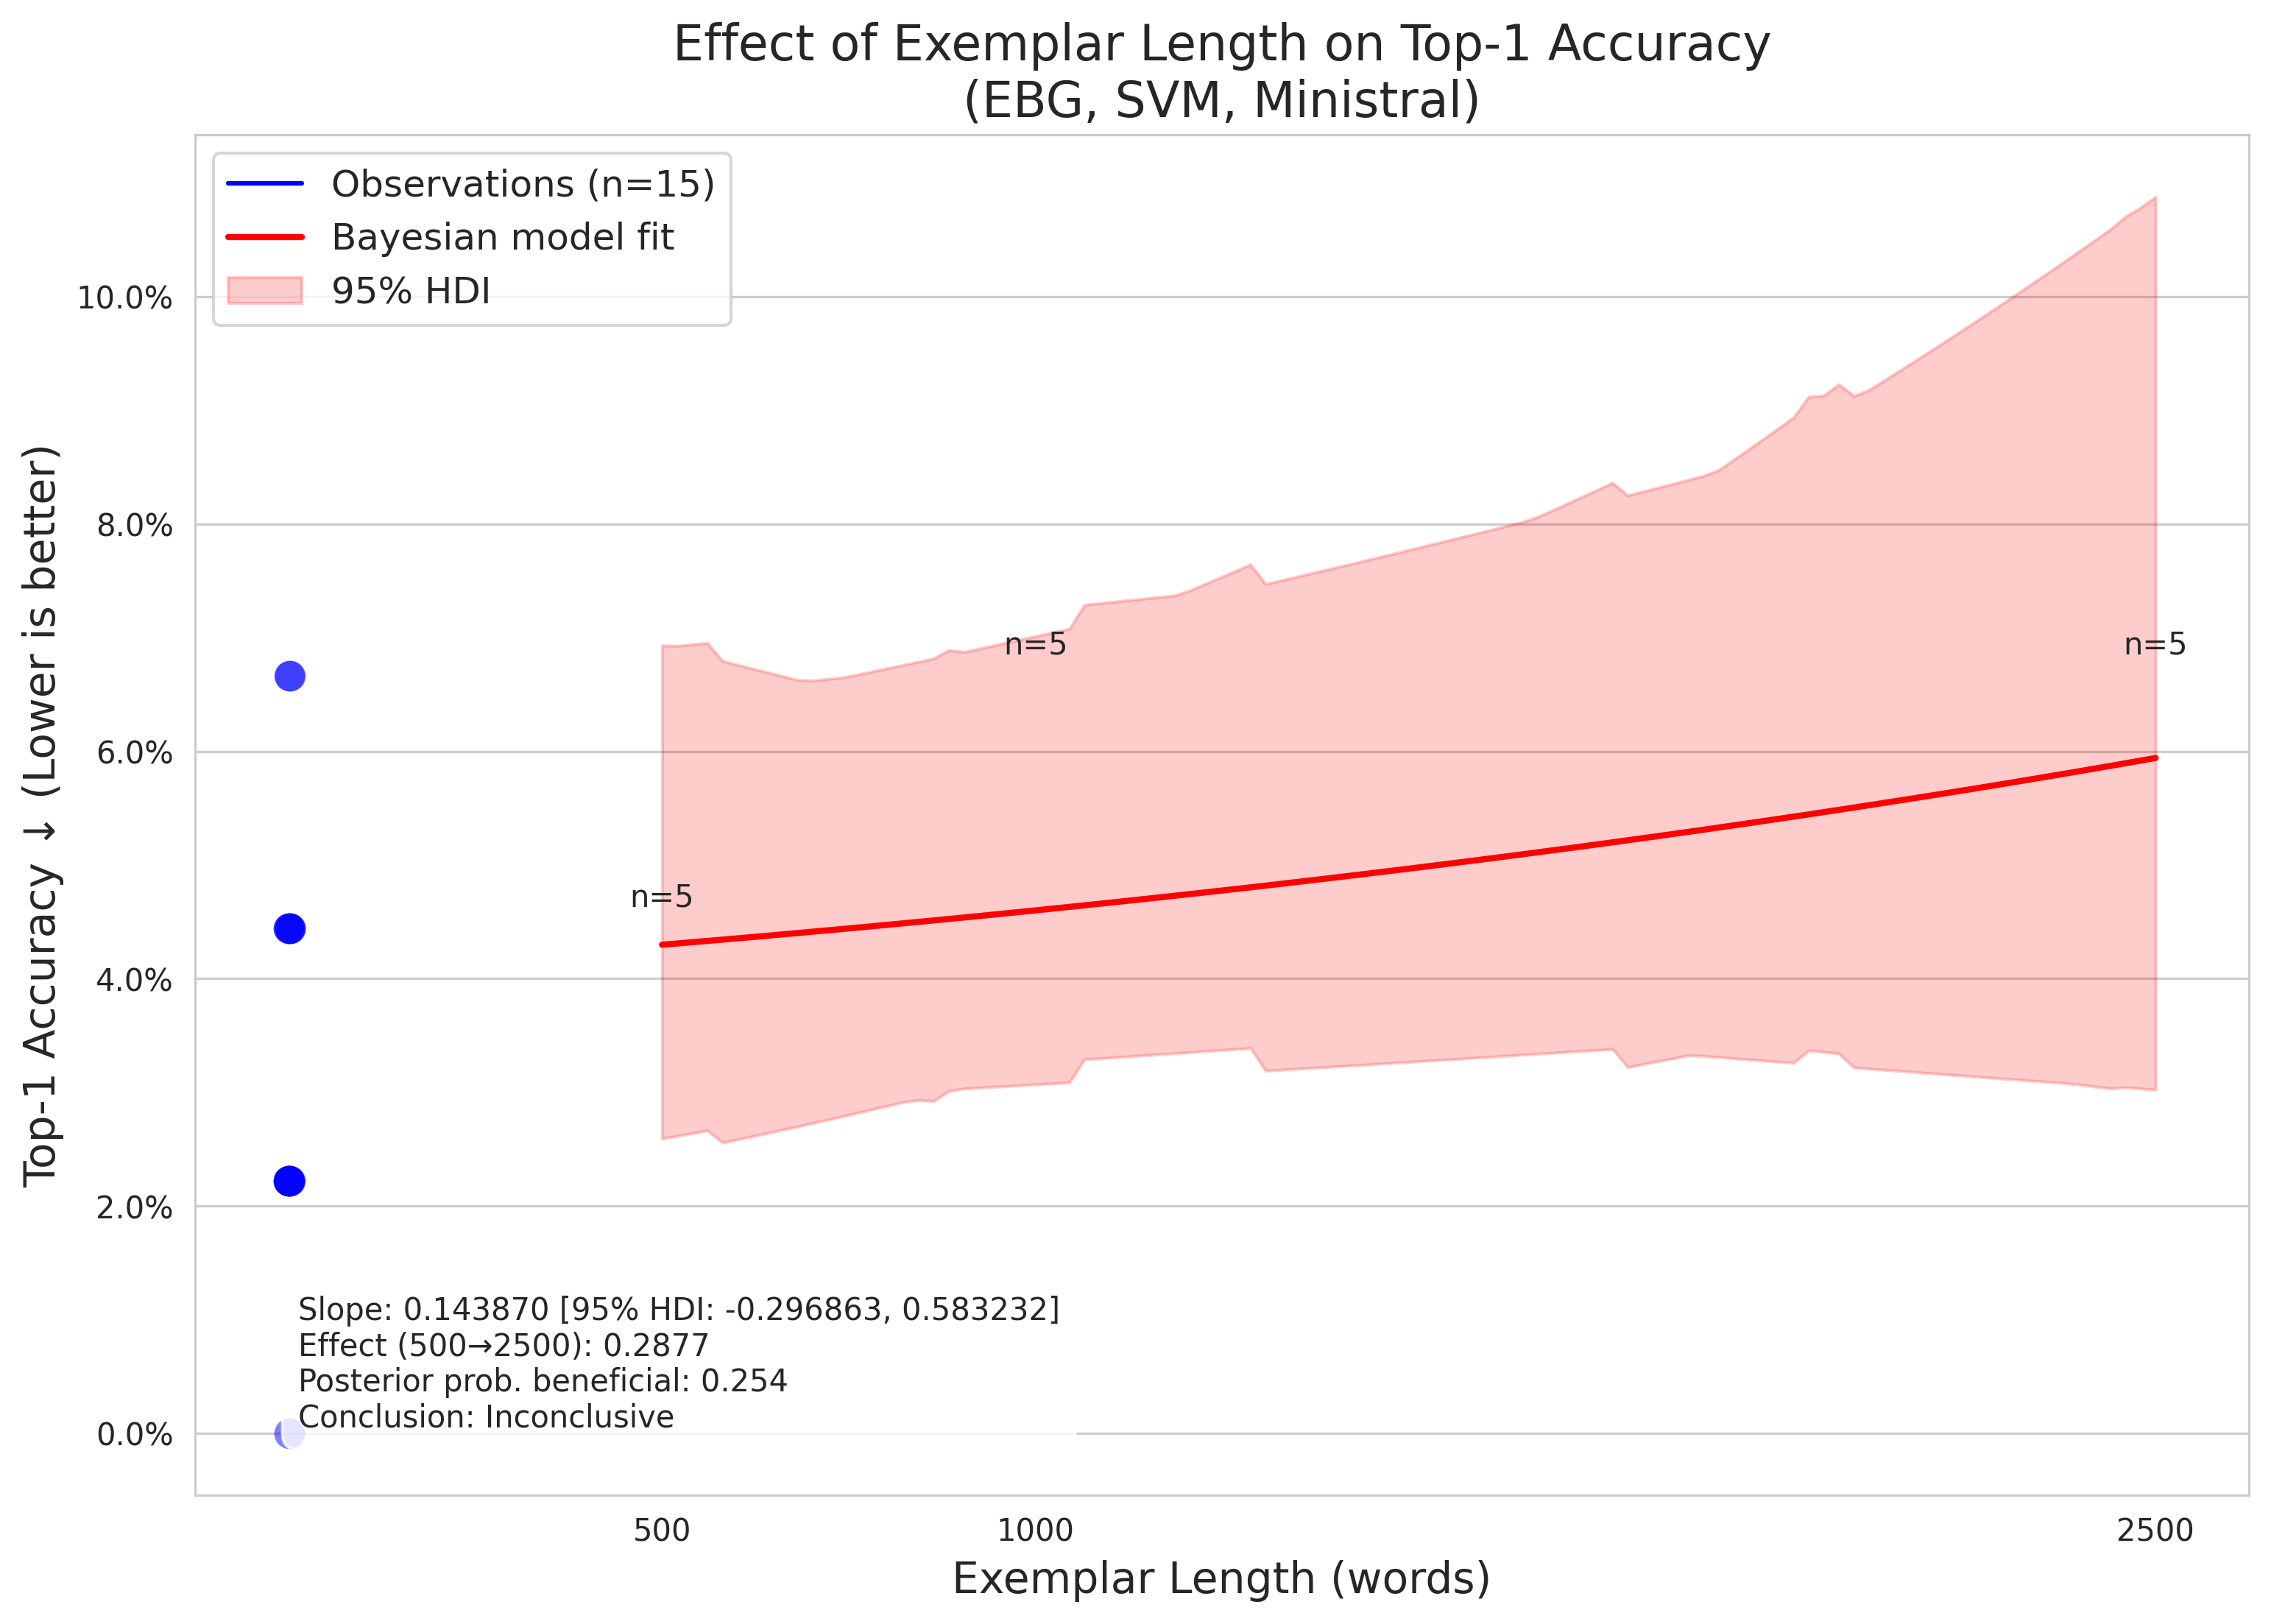 Effect of Exemplar Length on Top-1 Accuracy
(EBG, SVM, Ministral)
Observations (n=15)
Bayesian model fit
95% HDI
Top-1 Accuracy ↓ (Lower is better)
10.0%
8.0%
6.0%
4.0%
2.0%
0.0%
n=5
n=5
n=5
Slope: 0.143870 [95% HDI: -0.296863, 0.583232]
Effect (500→2500): 0.2877
Posterior prob. beneficial: 0.254
Conclusion: Inconclusive
500
1000
2500
Exemplar Length (words)